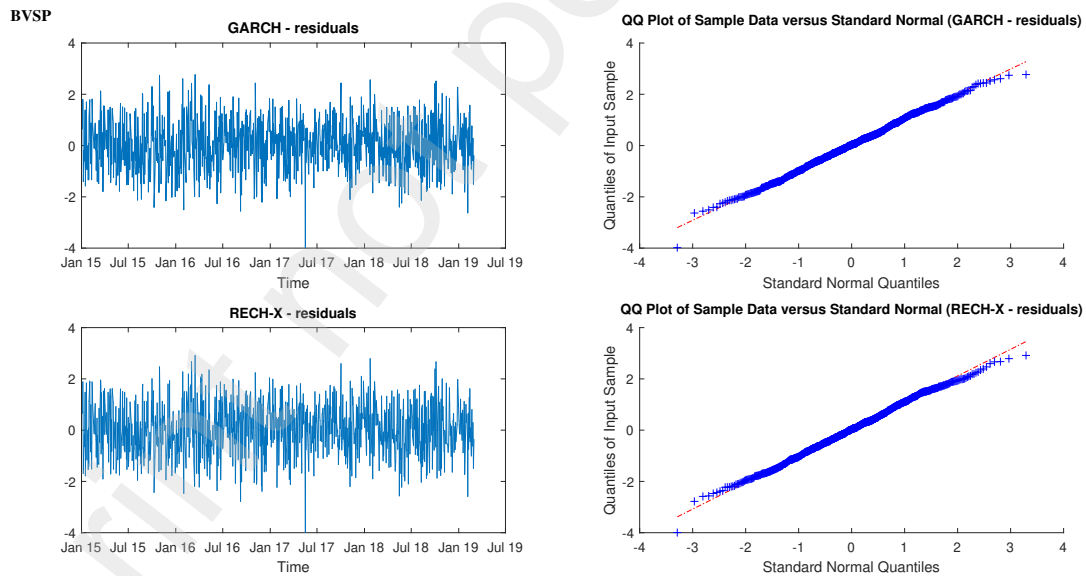 BVSP
GARCH - residuals
4
2
0
-2
-4
Jan 15 Jul 15 Jan 16 Jul 16 Jan 17 Jul 17 Jan 18 Jul 18 Jan 19 Jul 19
Time
QQ Plot of Sample Data versus Standard Normal (GARCH - residuals)
Quantiles of Input Sample
4
2
0
-2
-4
-4 -3 -2 -1 0 1 2 3 4
Standard Normal Quantiles
RECH-X - residuals
4
2
0
-2
-4
Jan 15 Jul 15 Jan 16 Jul 16 Jan 17 Jul 17 Jan 18 Jul 18 Jan 19 Jul 19
Time
QQ Plot of Sample Data versus Standard Normal (RECH-X - residuals)
Quantiles of Input Sample
4
2
0
-2
-4
-4 -3 -2 -1 0 1 2 3 4
Standard Normal Quantiles